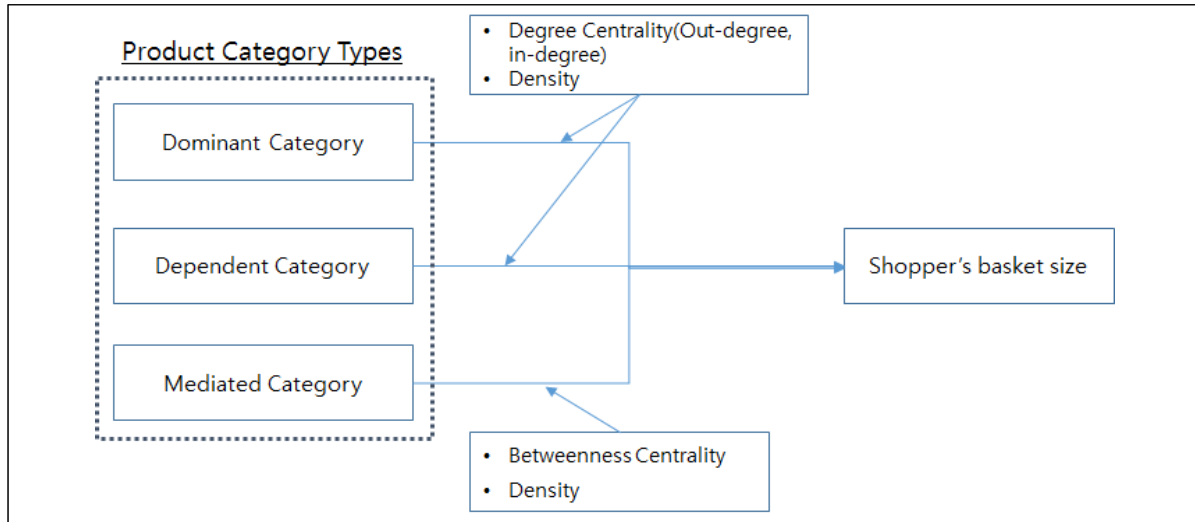 • Degree Centrality(Out-degree,
in-degree)
• Density
Product Category Types
Dominant Category
Dependent Category
Shopper's basket size
Mediated Category
• Betweenness Centrality
• Density